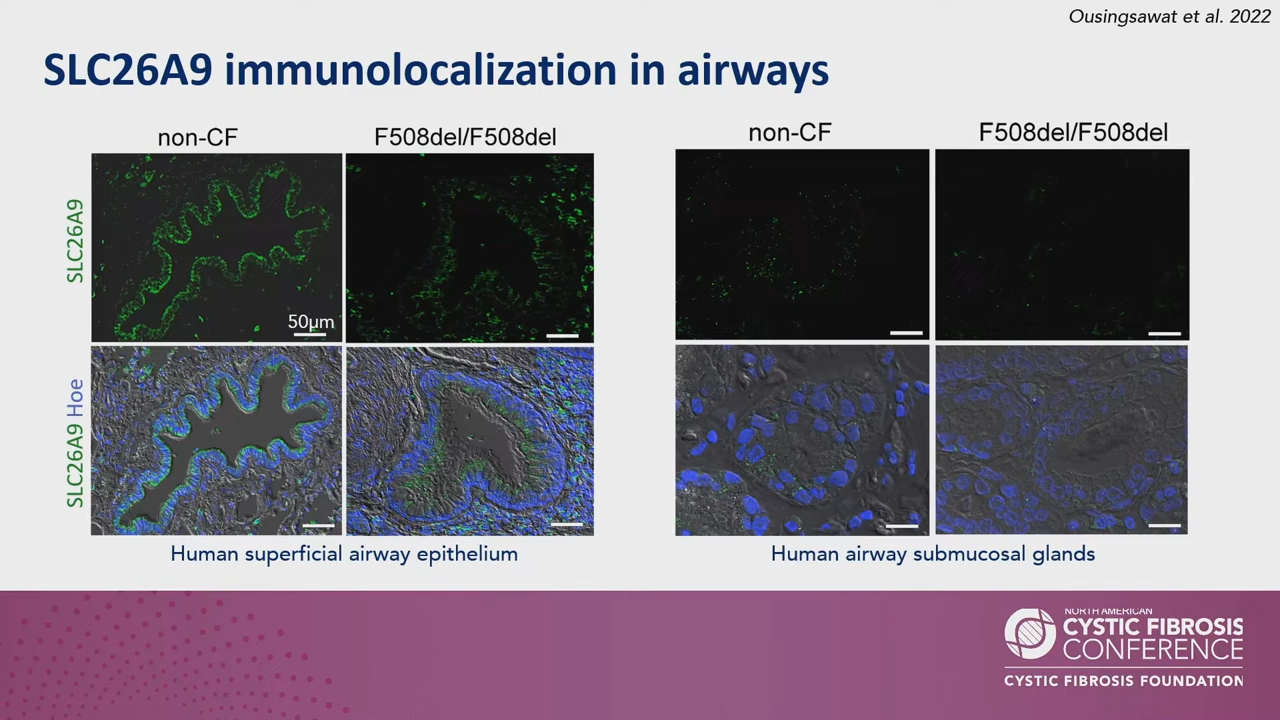 Ousingsawat et al. 2022
SLC26A9 immunolocalization in airways
non-CF
F508del/F508del
non-CF
F508del/F508del
SLC26A9
50µm
SLC26A9 Hoe
Human superficial airway epithelium
Human airway submucosal glands
NORTH AMERICAN
CYSTIC FIBROSIS
CONFERENCE
CYSTIC FIBROSIS FOUNDATION